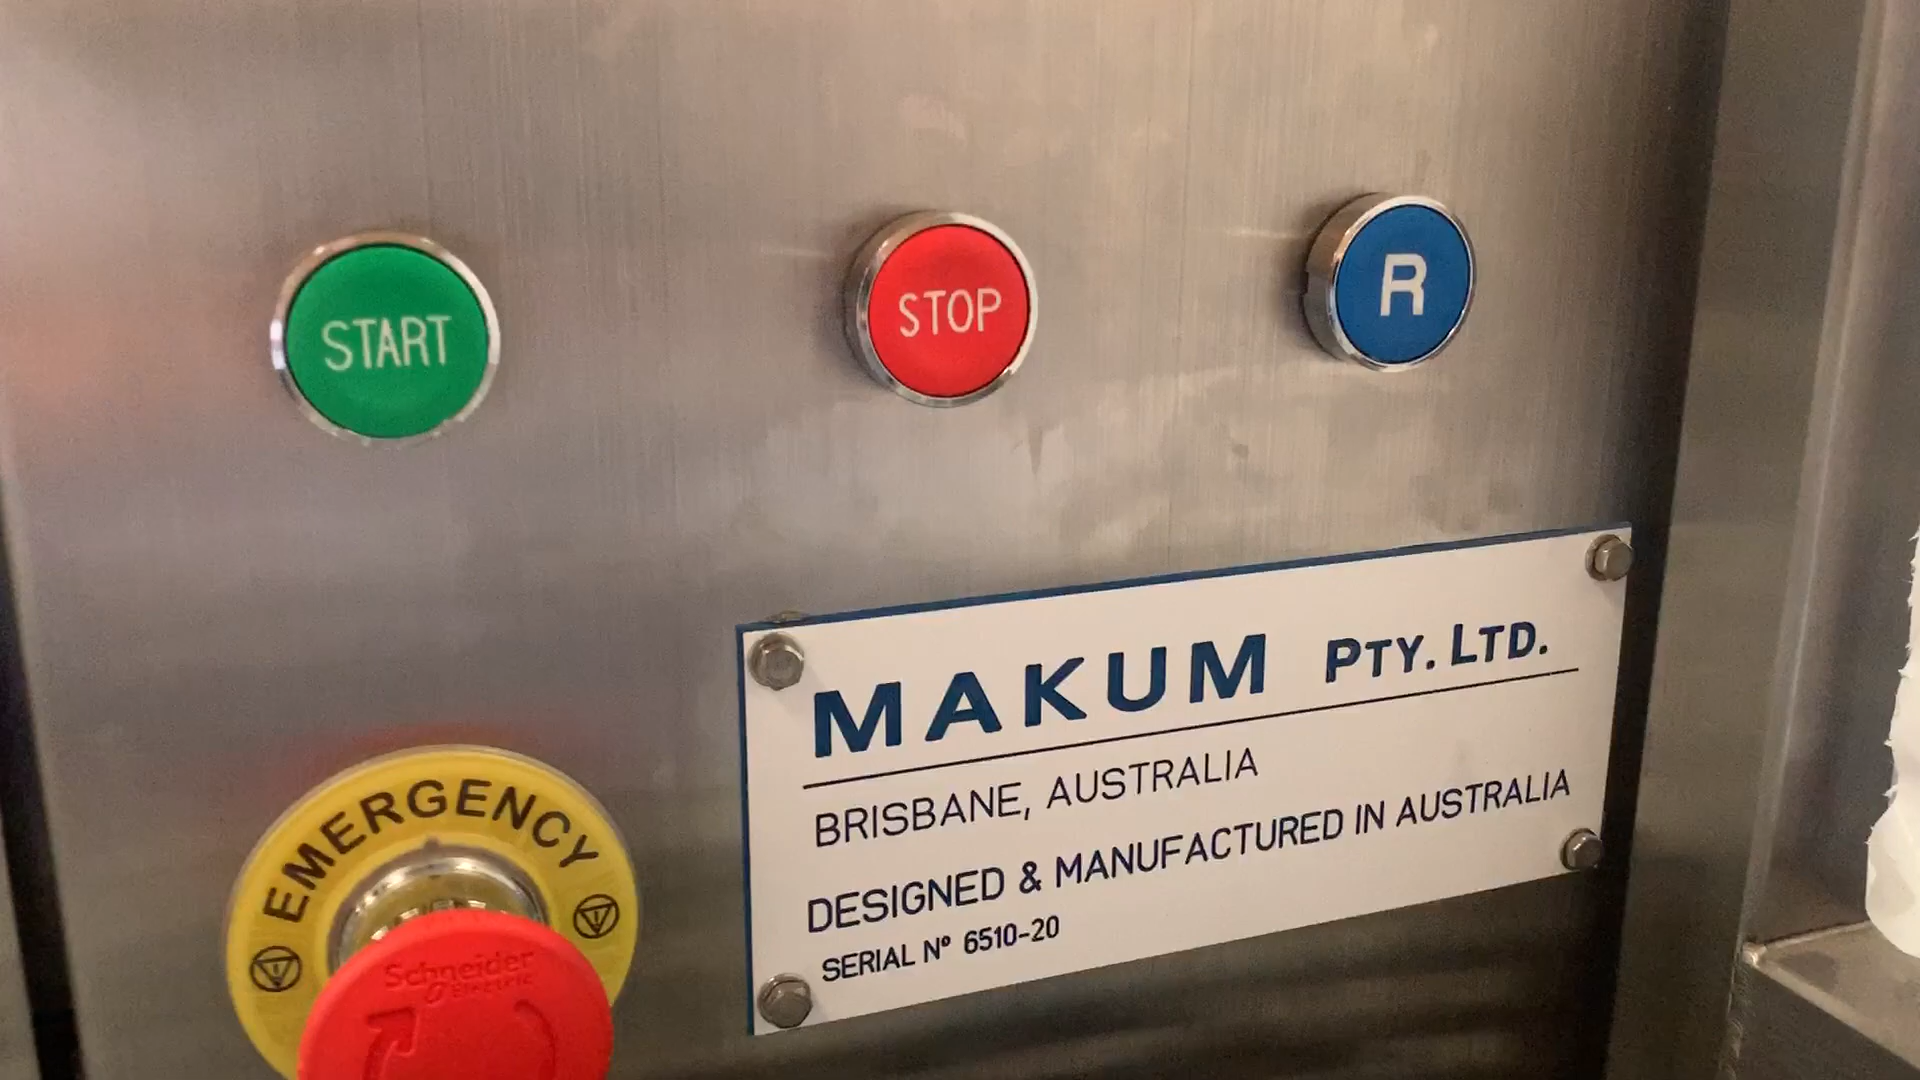 START
STOP
R
MAKUM PTY. LTD.
BRISBANE, AUSTRALIA
DESIGNED & MANUFACTURED IN AUSTRALIA
SERIAL Nº 6510-20
EMERGENCY
Schneider
Electric